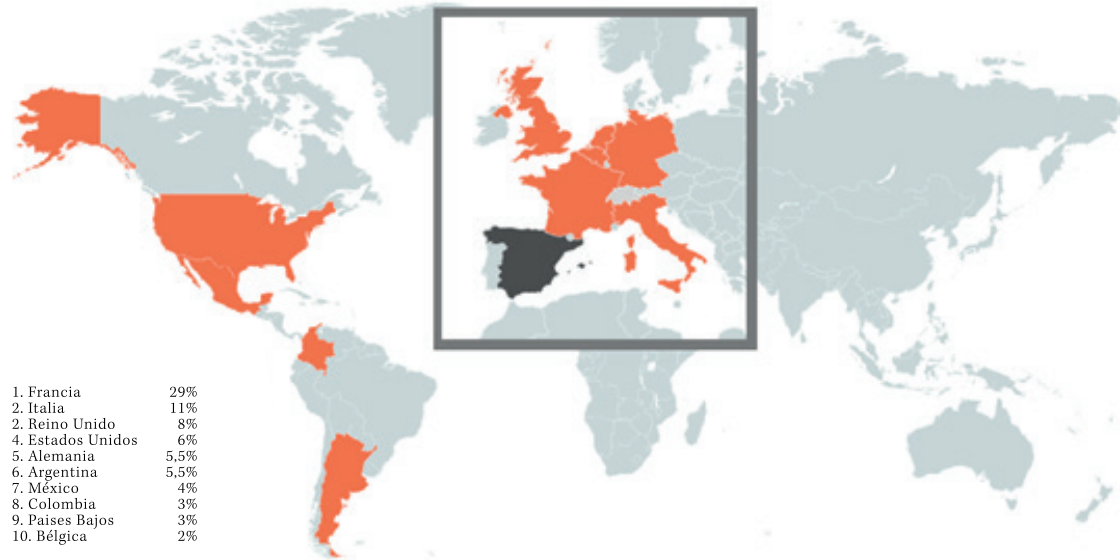 1. Francia 29%
2. Italia 11%
2. Reino Unido 8%
4. Estados Unidos 6%
5. Alemania 5,5%
6. Argentina 5,5%
7. México 4%
8. Colombia 3%
9. Paises Bajos 3%
10. Bélgica 2%